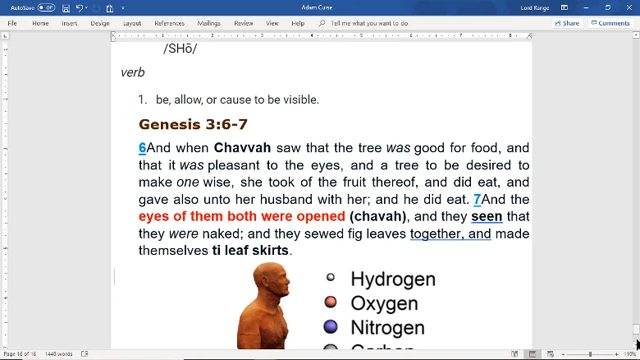 AutoSave Off
Adam Curse
Lord Range
File Home Insert Draw Design Layout References Mailings Review View Help Tell me what you want to do Share Comments
/SHō/
verb
1. be, allow, or cause to be visible.
Genesis 3:6-7
6And when Chavvah saw that the tree was good for food, and
that it was pleasant to the eyes, and a tree to be desired to
make one wise, she took of the fruit thereof, and did eat, and
gave also unto her husband with her; and he did eat. 7And the
eyes of them both were opened (chavah), and they seen that
they were naked; and they sewed fig leaves together, and made
themselves ti leaf skirts.
Hydrogen
Oxygen
Nitrogen
Carbon
Page 16 of 16 1448 words